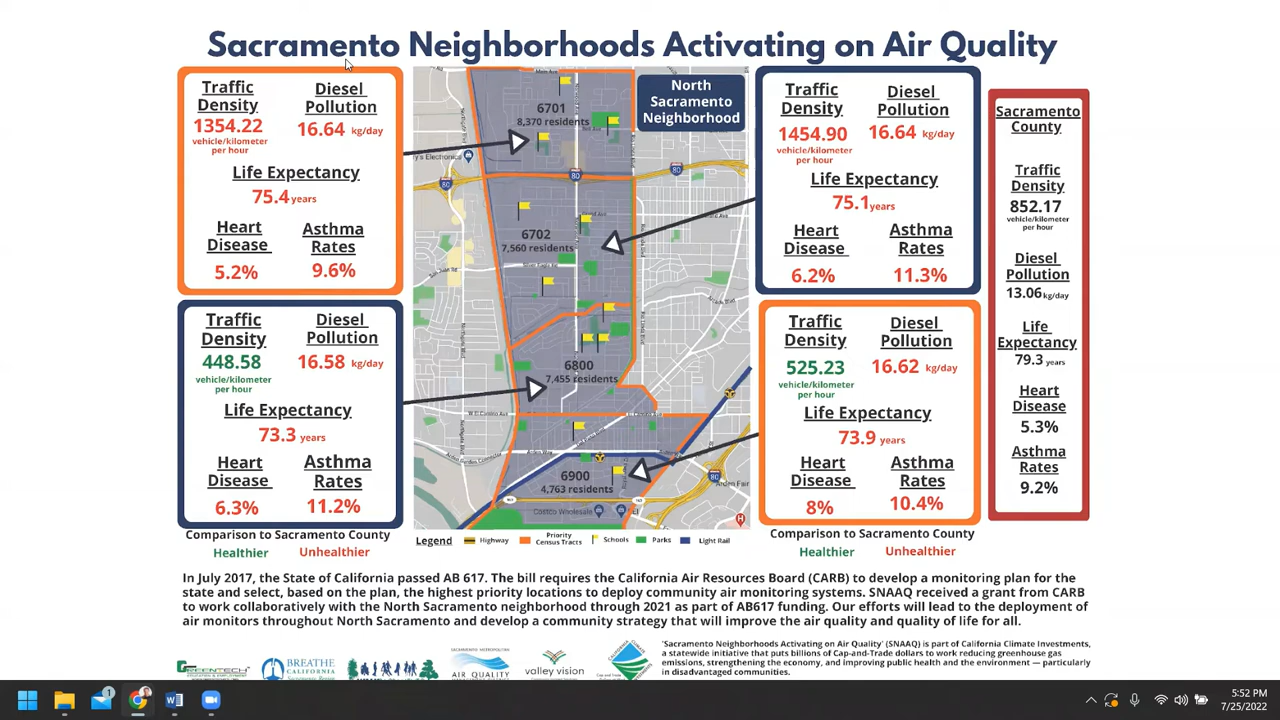 Sacramento Neighborhoods Activating on Air Quality
Traffic
Density
1354.22
vehicle/kilometer
per hour
Diesel
Pollution
16.64 kg/day
Life Expectancy
75.4 years
Heart
Disease
5.2%
Asthma
Rates
9.6%
Traffic
Density
448.58
vehicle/kilometer
per hour
Diesel
Pollution
16.58 kg/day
Life Expectancy
73.3 years
Heart
Disease
6.3%
Asthma
Rates
11.2%
Comparison to Sacramento County
Healthier Unhealthier
North
Sacramento
Neighborhood
6701
8,370 residents
80
80
80
6702
7,560 residents
6800
7,455 residents
6900
4,763 residents
80
Arden Fair
Costco Wholesale
H
Legend
Highway
Priority
Census Tracts
Schools
Parks
Light Rail
Traffic
Density
1454.90
vehicle/kilometer
per hour
Diesel
Pollution
16.64 kg/day
Life Expectancy
75.1 years
Heart
Disease
6.2%
Asthma
Rates
11.3%
Traffic
Density
525.23
vehicle/kilometer
per hour
Diesel
Pollution
16.62 kg/day
Life Expectancy
73.9 years
Heart
Disease
8%
Asthma
Rates
10.4%
Comparison to Sacramento County
Healthier Unhealthier
Sacramento
County
Traffic
Density
852.17
vehicle/kilometer
per hour
Diesel
Pollution
13.06 kg/day
Life
Expectancy
79.3 years
Heart
Disease
5.3%
Asthma
Rates
9.2%
In July 2017, the State of California passed AB 617. The bill requires the California Air Resources Board (CARB) to develop a monitoring plan for the
state and select, based on the plan, the highest priority locations to deploy community air monitoring systems. SNAAQ received a grant from CARB
to work collaboratively with the North Sacramento neighborhood through 2021 as part of AB617 funding. Our efforts will lead to the deployment of
air monitors throughout North Sacramento and develop a community strategy that will improve the air quality and quality of life for all.
GREENTECH
BREATHE
CALIFORNIA
SACRAMENTO METROPOLITAN
AIR QUALITY
valley vision
'Sacramento Neighborhoods Activating on Air Quality' (SNAAQ) is part of California Climate Investments,
a statewide initiative that puts billions of Cap-and-Trade dollars to work reducing greenhouse gas
emissions, strengthening the economy, and improving public health and the environment — particularly
in disadvantaged communities.
1
5:52 PM
7/25/2022